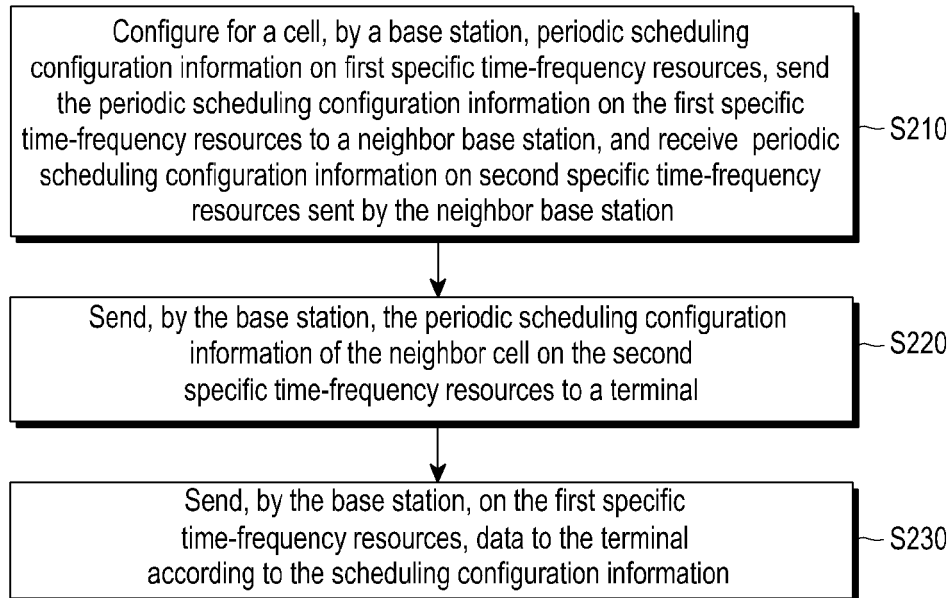 Configure for a cell, by a base station, periodic scheduling
configuration information on first specific time-frequency resources, send
the periodic scheduling configuration information on the first specific
time-frequency resources to a neighbor base station, and receive periodic
scheduling configuration information on second specific time-frequency
resources sent by the neighbor base station
S210
Send, by the base station, the periodic scheduling configuration
information of the neighbor cell on the second
specific time-frequency resources to a terminal
S220
Send, by the base station, on the first specific
time-frequency resources, data to the terminal
according to the scheduling configuration information
S230